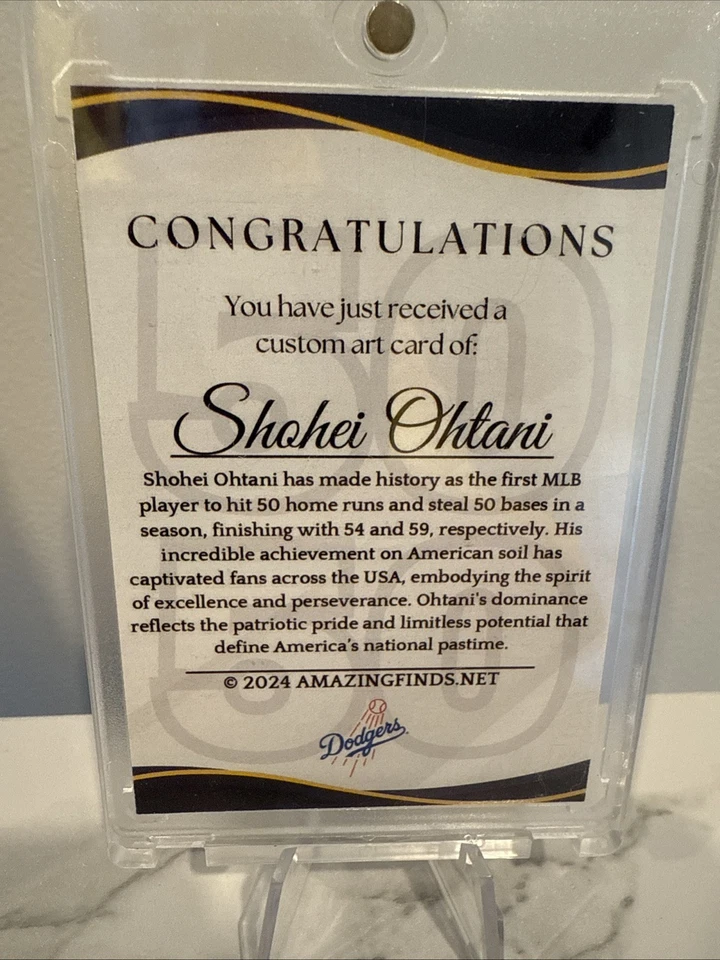 CONGRATULATIONS
You have just received a
custom art card of:
Shohei Ohtani
Shohei Ohtani has made history as the first MLB
player to hit 50 home runs and steal 50 bases in a
season, finishing with 54 and 59, respectively. His
incredible achievement on American soil has
captivated fans across the USA, embodying the spirit
of excellence and perseverance. Ohtani's dominance
reflects the patriotic pride and limitless potential that
define America's national pastime.
© 2024 AMAZINGFINDS.NET
Dodgers